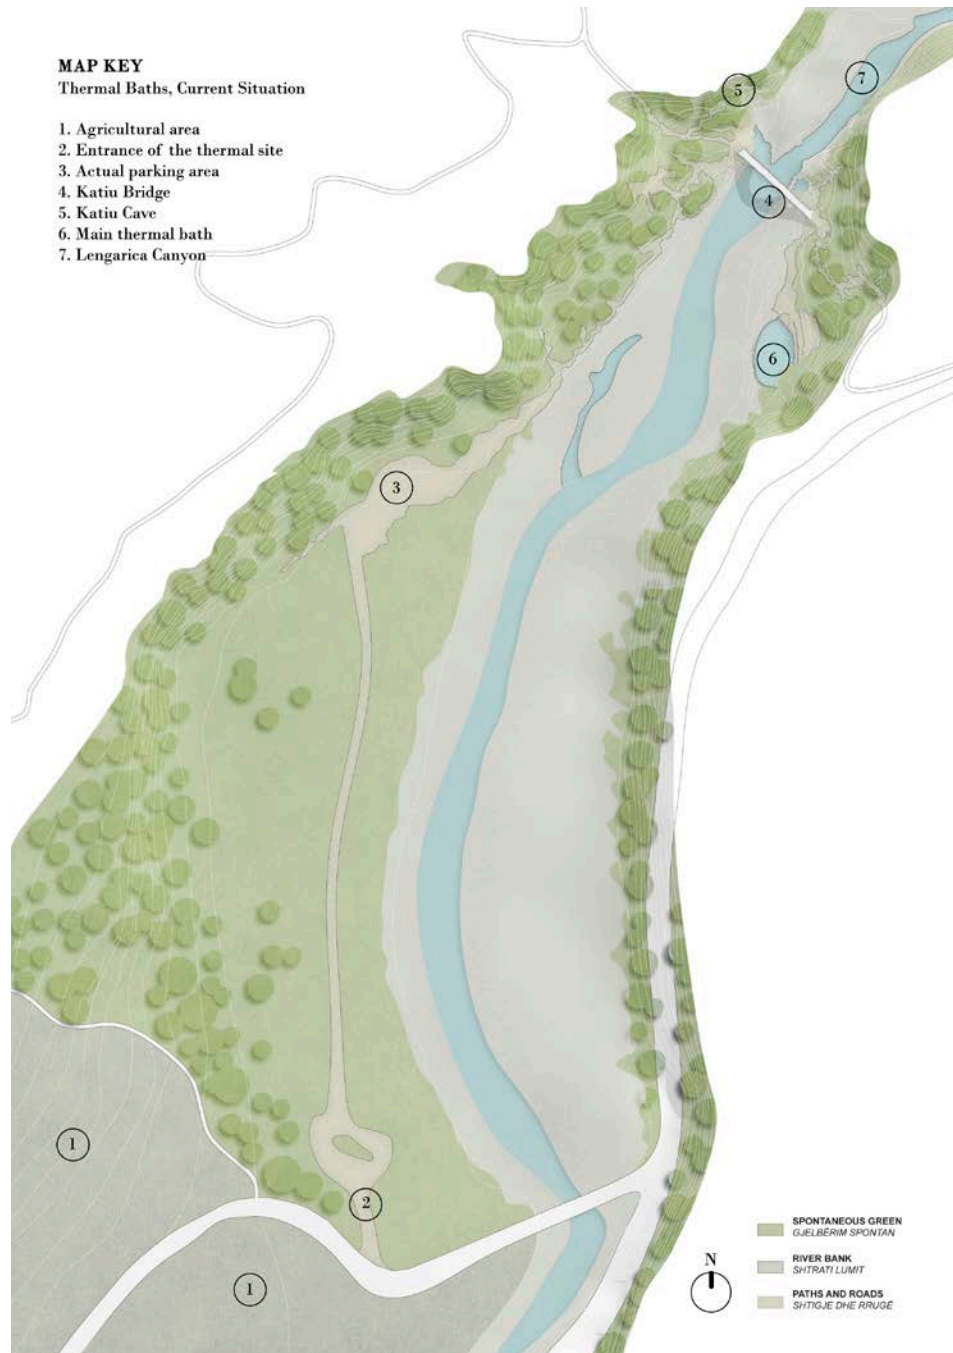 MAP KEY
Thermal Baths, Current Situation
1. Agricultural area
2. Entrance of the thermal site
3. Actual parking area
4. Katiu Bridge
5. Katiu Cave
6. Main thermal bath
7. Lengarica Canyon
5
7
4
6
3
1
2
1
N
SPONTANEOUS GREEN
GJELBËRIM SPONTAN
RIVER BANK
SHTRATI LUMIT
PATHS AND ROADS
SHTIGJE DHE RRUGË